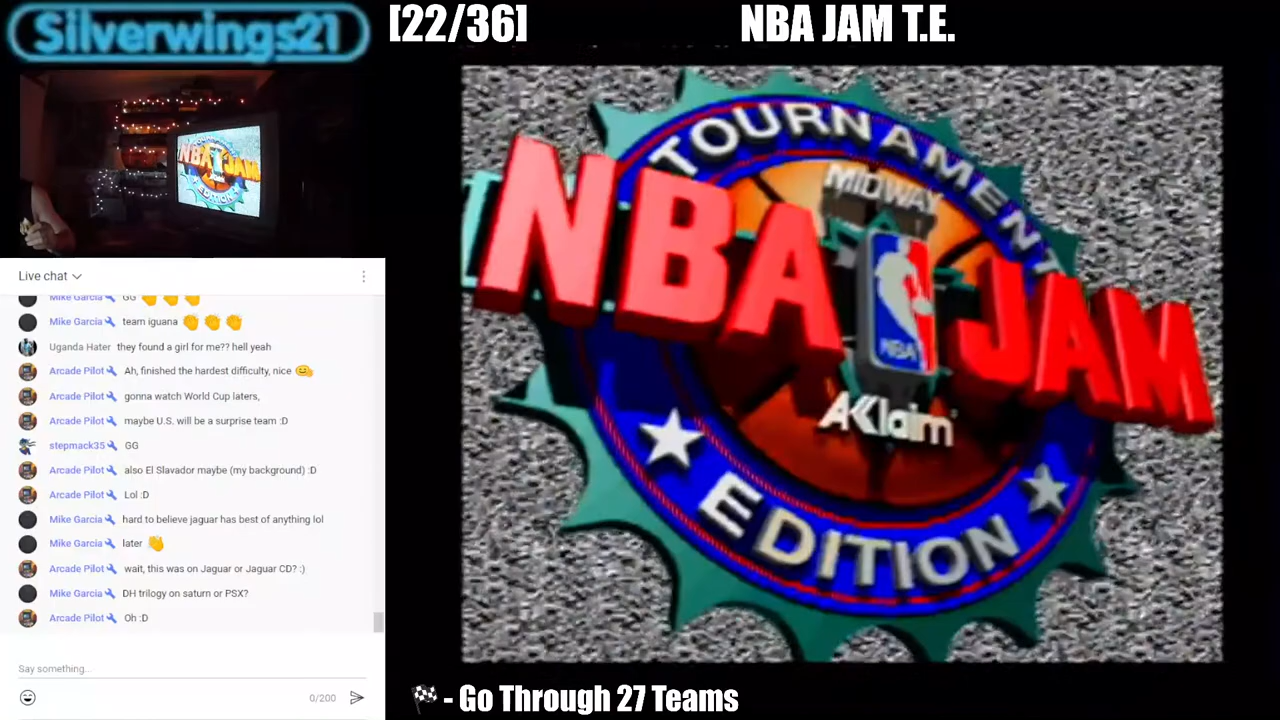 Silverwings21
[22/36]
NBA JAM T.E.
Live chat
Mike Garcia GG
Mike Garcia team iguana
Uganda Hater they found a girl for me?? hell yeah
Arcade Pilot Ah, finished the hardest difficulty, nice
Arcade Pilot gonna watch World Cup laters,
Arcade Pilot maybe U.S. will be a surprise team :D
stepmack35 GG
Arcade Pilot also El Slavador maybe (my background) :D
Arcade Pilot Lol :D
Mike Garcia hard to believe jaguar has best of anything lol
Mike Garcia later
Arcade Pilot wait, this was on Jaguar or Jaguar CD? :)
Mike Garcia DH trilogy on saturn or PSX?
Arcade Pilot Oh :D
Say something...
0/200
TOURNAMENT
MIDWAY
NBA JAM
NBA
AKlaim
EDITION
- Go Through 27 Teams